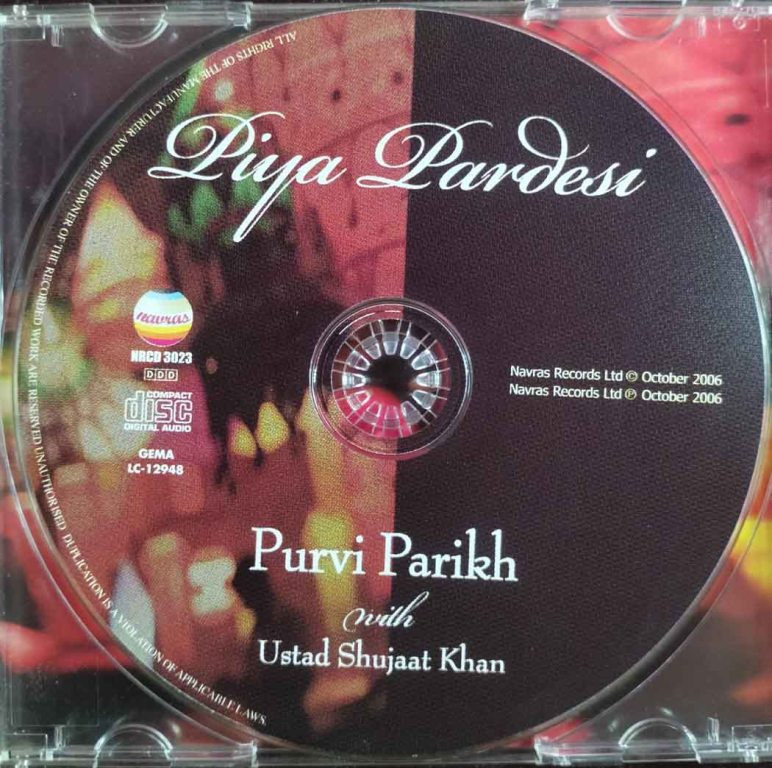 Piya Pardesi
navras
NRCD 3023
DDD
COMPACT
disc
DIGITAL AUDIO
GEMA
LC-12948
Navras Records Ltd © October 2006
Navras Records Ltd ℗ October 2006
Purvi Parikh
with
Ustad Shujaat Khan
ALL RIGHTS OF THE MANUFACTURER AND OF THE OWNER OF THE RECORDED WORK ARE RESERVED UNAUTHORISED DUPLICATION IS A VIOLATION OF APPLICABLE LAWS